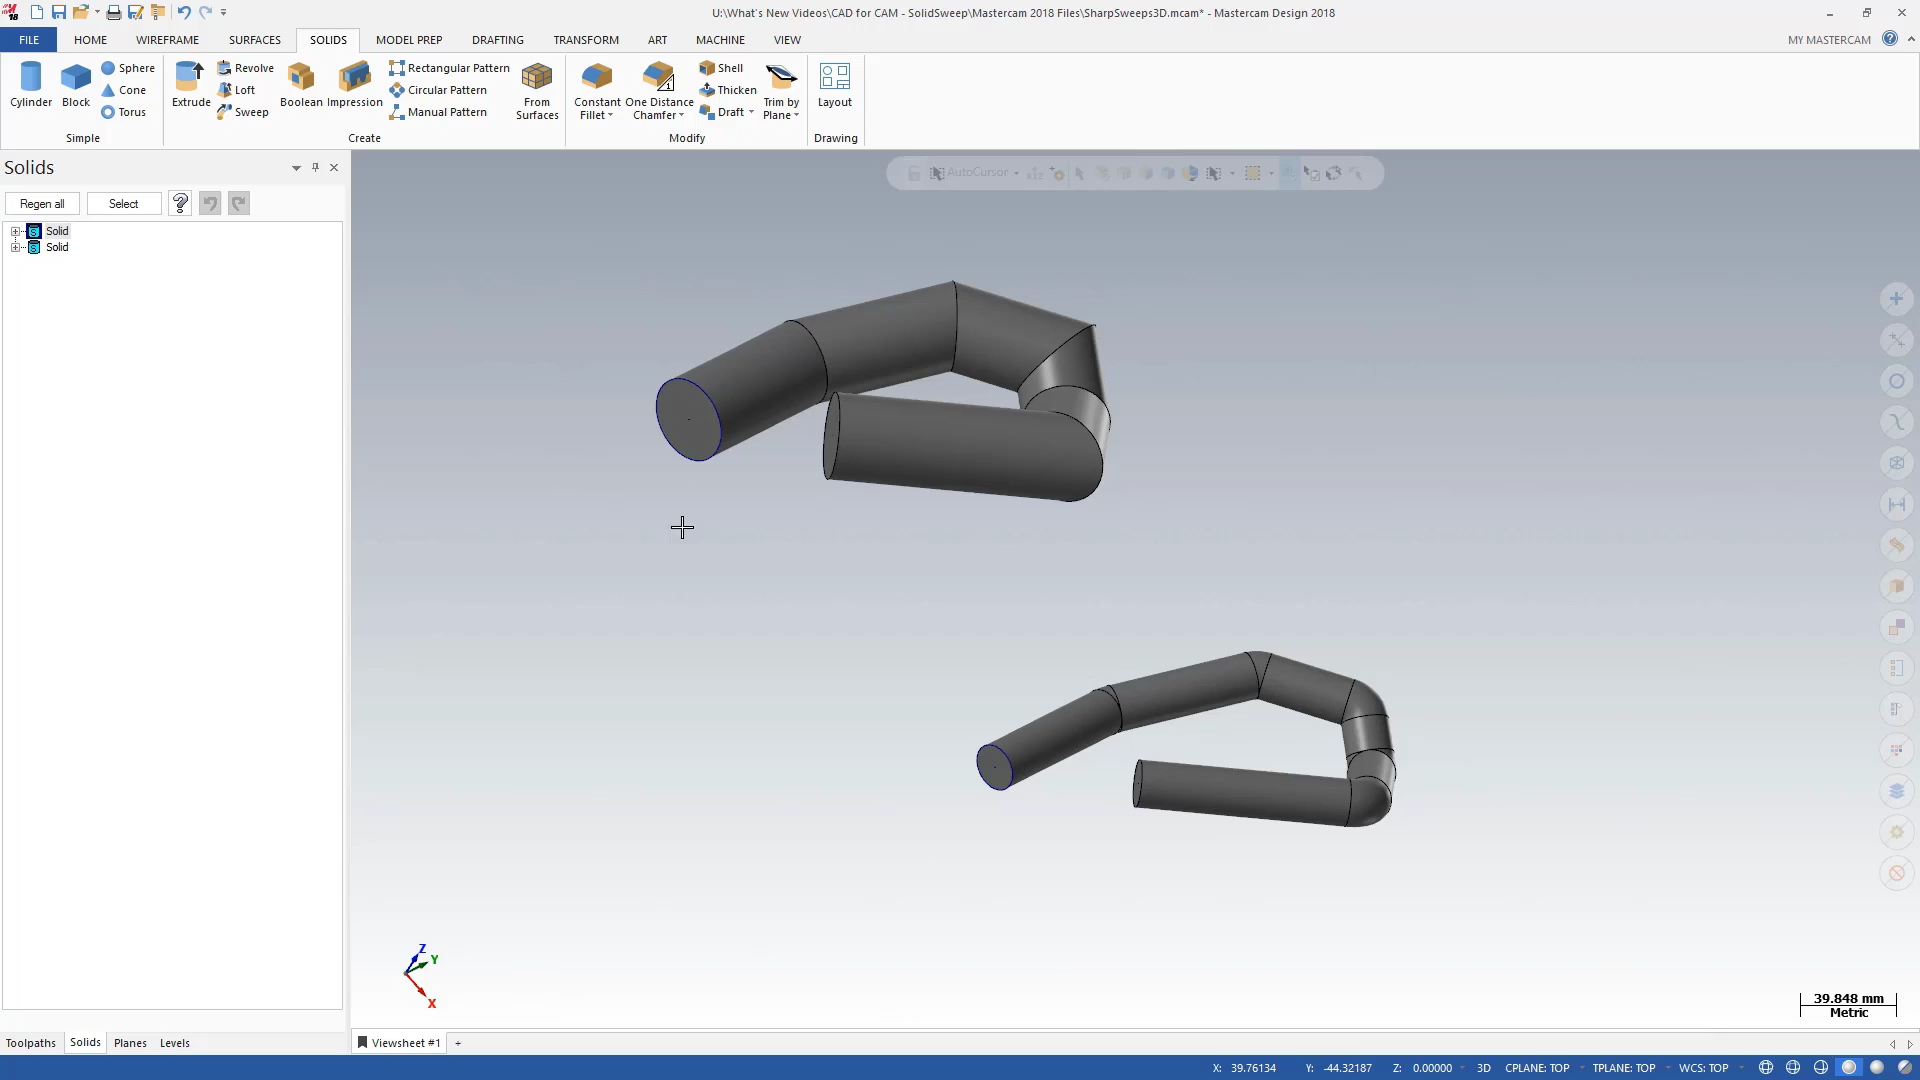 U:\What's New Videos\CAD for CAM - SolidSweep\Mastercam 2018 Files\SharpSweeps3D.mcam* - Mastercam Design 2018
FILE HOME WIREFRAME SURFACES SOLIDS MODEL PREP DRAFTING TRANSFORM ART MACHINE VIEW MY MASTERCAM
Cylinder
Block
Sphere
Cone
Torus
Simple
Extrude
Revolve
Loft
Sweep
Boolean
Impression
Rectangular Pattern
Circular Pattern
Manual Pattern
From
Surfaces
Create
Constant
Fillet
One Distance
Chamfer
Shell
Thicken
Draft
Trim by
Plane
Modify
Layout
Drawing
Solids
Regen all
Select
Solid
Solid
AutoCursor
Z
Y
X
39.848 mm
Metric
Toolpaths Solids Planes Levels
Viewsheet #1 +
X: 39.76134 Y: -44.32187 Z: 0.00000 3D CPLANE: TOP TPLANE: TOP WCS: TOP